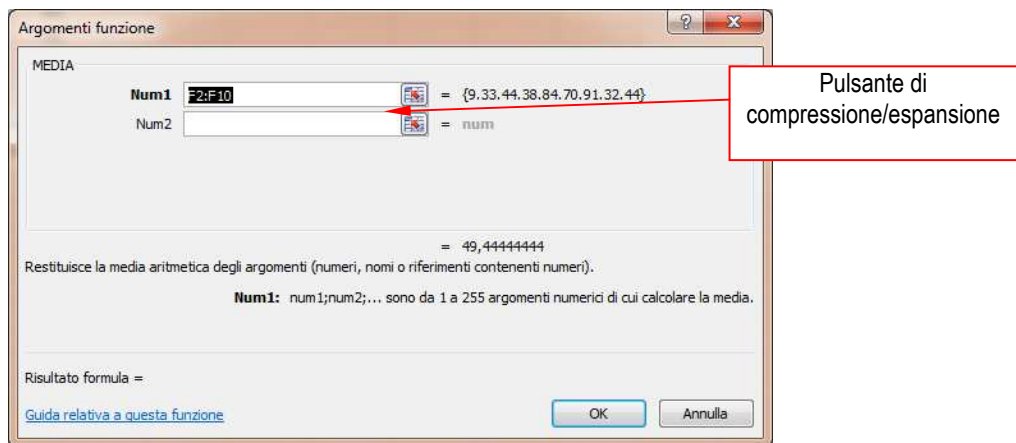 Argomenti funzione
MEDIA
Num1 F2:F10 = {9.33.44.38.84.70.91.32.44}
Num2 = num
Pulsante di
compressione/espansione
= 49,44444444
Restituisce la media aritmetica degli argomenti (numeri, nomi o riferimenti contenenti numeri).
Num1: num1;num2;... sono da 1 a 255 argomenti numerici di cui calcolare la media.
Risultato formula =
Guida relativa a questa funzione
OK Annulla